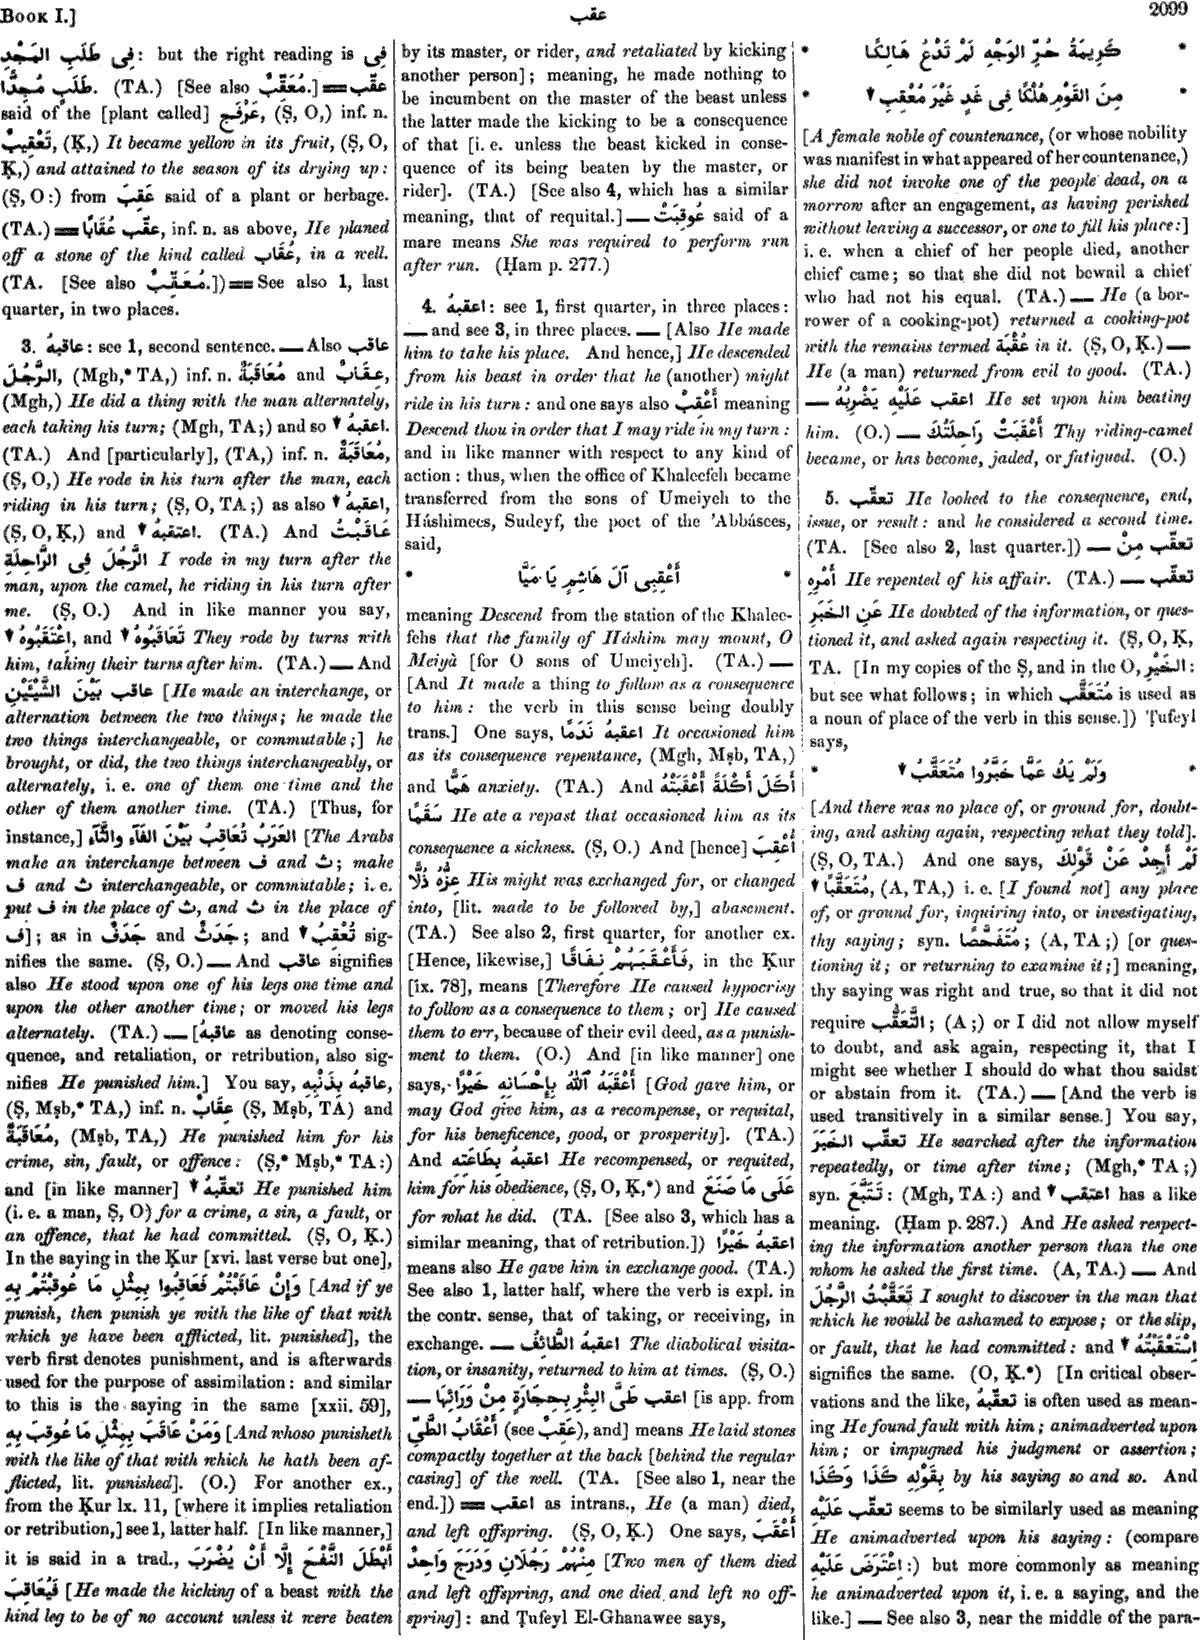 BOOK I.]
عقب
2099
فِى طَلَبِ المَجْدِ: but the right reading is فِى
طَلَبٍ مُجِدًّا. (TA.) [See also مُعَقِّبٌ.] == عقّب
said of the [plant called] عَرْفَج, (Ṣ, O,) inf. n.
تَعْقِيبٌ, (Ḳ,) It became yellow in its fruit, (Ṣ, O,
Ḳ,) and attained to the season of its drying up:
(Ṣ, O:) from عَقِبَ said of a plant or herbage.
(TA.) == عقّب عُقَابًا, inf. n. as above, He planed
off a stone of the kind called عُقَاب, in a well.
(TA. [See also مُعَقِّبٌ.]) == See also 1, last
quarter, in two places.
3. عاقبهُ: see 1, second sentence. — Also عاقب
الرَّجُلَ, (Mgh,* TA,) inf. n. مُعَاقَبَةٌ and عِقَابٌ,
(Mgh,) He did a thing with the man alternately,
each taking his turn; (Mgh, TA;) and so ↓ اعقبهُ.
(TA.) And [particularly], (TA,) inf. n. مُعَاقَبَةٌ,
(Ṣ, O,) He rode in his turn after the man, each
riding in his turn; (Ṣ, O, TA;) as also ↓ اعقبهُ,
(Ṣ, O, Ḳ,) and ↓ اعتقبهُ. (TA.) And عَاقَبْتُ
الرَّجُلَ فِى الرَّاحِلَةِ I rode in my turn after the
man, upon the camel, he riding in his turn after
me. (Ṣ, O.) And in like manner you say,
↓ اِعْتَقَبُوهُ, and ↓ تَعَاقَبُوهُ They rode by turns with
him, taking their turns after him. (TA.) — And
عاقب بَيْنَ الشَّيْئَيْنِ [He made an interchange, or
alternation between the two things; he made the
two things interchangeable, or commutable;] he
brought, or did, the two things interchangeably, or
alternately, i. e. one of them one time and the
other of them another time. (TA.) [Thus, for
instance,] العَرَبُ تُعَاقِبُ بَيْنَ الفَآءِ والثَّآءِ [The Arabs
make an interchange between ف and ث; make
ف and ث interchangeable, or commutable; i. e.
put ف in the place of ث, and ث in the place of
ف]; as in جَدَثٌ and جَدَفٌ; and ↓ تُعْقِبُ sig-
nifies the same. (Ṣ, O.) — And عاقب signifies
also He stood upon one of his legs one time and
upon the other another time; or moved his legs
alternately. (TA.) — [عاقبهُ as denoting conse-
quence, and retaliation, or retribution, also sig-
nifies He punished him.] You say, عاقبهُ بِذَنْبِهِ,
(Ṣ, Mṣb,* TA,) inf. n. عِقَابٌ (Ṣ, Mṣb, TA) and
مُعَاقَبَةٌ, (Mṣb, TA,) He punished him for his
crime, sin, fault, or offence: (Ṣ,* Mṣb,* TA:)
and [in like manner] ↓ تعقّبهُ He punished him
(i. e. a man, Ṣ, O) for a crime, a sin, a fault, or
an offence, that he had committed. (Ṣ, O, Ḳ.)
In the saying in the Ḳur [xvi. last verse but one],
وَإِنْ عَاقَبْتُمْ فَعَاقِبُوا بِمِثْلِ مَا عُوقِبْتُمْ بِهِ [And if ye
punish, then punish ye with the like of that with
which ye have been afflicted, lit. punished], the
verb first denotes punishment, and is afterwards
used for the purpose of assimilation: and similar
to this is the saying in the same [xxii. 59],
وَمَنْ عَاقَبَ بِمِثْلِ مَا عُوقِبَ بِهِ [And whoso punisheth
with the like of that with which he hath been af-
flicted, lit. punished]. (O.) For another ex.,
from the Ḳur lx. 11, [where it implies retaliation
or retribution,] see 1, latter half. [In like manner,]
it is said in a trad., أَبْطَلَ النَّفْحَ إِلَّا أَنْ يُضْرَبَ
فَيُعَاقِبَ [He made the kicking of a beast with the
hind leg to be of no account unless it were beaten
by its master, or rider, and retaliated by kicking
another person]; meaning, he made nothing to
be incumbent on the master of the beast unless
the latter made the kicking to be a consequence
of that [i. e. unless the beast kicked in conse-
quence of its being beaten by the master, or
rider]. (TA.) [See also 4, which has a similar
meaning, that of requital.] — عُوقِبَتْ said of a
mare means She was required to perform run
after run. (Ḥam p. 277.)
4. اعقبهُ: see 1, first quarter, in three places:
— and see 3, in three places. — [Also He made
him to take his place. And hence,] He descended
from his beast in order that he (another) might
ride in his turn: and one says also أَعْقِبْ meaning
Descend thou in order that I may ride in my turn:
and in like manner with respect to any kind of
action: thus, when the office of Khaleefeh became
transferred from the sons of Umeiyeh to the
Háshimees, Sudeyf, the poet of the 'Abbásees,
said,
* أَعْقِبِى آلَ هَاشِمٍ يَا مَيَّا *
meaning Descend from the station of the Khalee-
fehs that the family of Háshim may mount, O
Meiyà [for O sons of Umeiyeh]. (TA.) —
[And It made a thing to follow as a consequence
to him: the verb in this sense being doubly
trans.] One says, اعقبهُ نَدَمًا It occasioned him
as its consequence repentance, (Mgh, Mṣb, TA,)
and هَمًّا anxiety. (TA.) And أَكَلَ أَكْلَةً أَعْقَبَتْهُ
سَقَمًا He ate a repast that occasioned him as its
consequence a sickness. (Ṣ, O.) And [hence] أُعْقِبَ
عِزُّهُ ذُلًّا His might was exchanged for, or changed
into, [lit. made to be followed by,] abasement.
(TA.) See also 2, first quarter, for another ex.
[Hence, likewise,] فَأَعْقَبَهُمْ نِفَاقًا, in the Ḳur
[ix. 78], means [Therefore He caused hypocrisy
to follow as a consequence to them; or] He caused
them to err, because of their evil deed, as a punish-
ment to them. (O.) And [in like manner] one
says, أَعْقَبَهُ ٱللّٰهُ بِإِحْسَانِهِ خَيْرًا [God gave him, or
may God give him, as a recompense, or requital,
for his beneficence, good, or prosperity]. (TA.)
And اعقبهُ بِطَاعَتِهِ He recompensed, or requited,
him for his obedience, (Ṣ, O, Ḳ,*) and عَلَى مَا صَنَعَ
for what he did. (TA. [See also 3, which has a
similar meaning, that of retribution.]) اعقبهُ خَيْرًا
means also He gave him in exchange good. (TA.)
See also 1, latter half, where the verb is expl. in
the contr. sense, that of taking, or receiving, in
exchange. — اعقبهُ الطَّائِفُ The diabolical visita-
tion, or insanity, returned to him at times. (Ṣ, O.)
— اعقب طَىَّ البِئْرِ بِحِجَارَةٍ مِنْ وَرَائِهَا [is app. from
أَعْقَابُ الطَّىِّ (see عَقِبٌ), and] means He laid stones
compactly together at the back [behind the regular
casing] of the well. (TA. [See also 1, near the
end.]) == اعقب as intrans., He (a man) died,
and left offspring. (Ṣ, O, Ḳ.) One says, أَعْقَبَ
مِنْهُمْ رَجُلَانِ وَدَرَجَ وَاحِدٌ [Two men of them died
and left offspring, and one died and left no off-
spring]: and Ṭufeyl El-Ghanawee says,
* كَرِيمَةُ حُرِّ الوَجْهِ لَمْ تَدْعُ هَالِكًا *
* مِنَ القَوْمِ هُلْكًا فِى غَدٍ غَيْرَ مُعْقِبِ ↓ *
[A female noble of countenance, (or whose nobility
was manifest in what appeared of her countenance,)
she did not invoke one of the people dead, on a
morrow after an engagement, as having perished
without leaving a successor, or one to fill his place:]
i. e. when a chief of her people died, another
chief came; so that she did not bewail a chief
who had not his equal. (TA.) — He (a bor-
rower of a cooking-pot) returned a cooking-pot
with the remains termed عُقْبَة in it. (Ṣ, O, Ḳ.) —
He (a man) returned from evil to good. (TA.)
— اعقب عَلَيْهِ يَضْرِبُهُ He set upon him beating
him. (O.) — أَعْقَبَتْ رَاحِلَتُكَ Thy riding-camel
became, or has become, jaded, or fatigued. (O.)
5. تعقّب He looked to the consequence, end,
issue, or result: and he considered a second time.
(TA. [See also 2, last quarter.]) — تعقّب مِنْ
أَمْرِهِ He repented of his affair. (TA.) — تعقّب
عَنِ الخَبَرِ He doubted of the information, or ques-
tioned it, and asked again respecting it. (Ṣ, O, Ḳ,
TA. [In my copies of the Ṣ, and in the O, الخَيْرِ:
but see what follows; in which مُتَعَقَّب is used as
a noun of place of the verb in this sense.]) Ṭufeyl
says,
* وَلَمْ يَكُ عَمَّا خَبَّرُوا مُتَعَقَّبُ ↓ *
[And there was no place of, or ground for, doubt-
ing, and asking again, respecting what they told].
(Ṣ, O, TA.) And one says, لَمْ أَجِدْ عَنْ قَوْلِكَ
↓ مُتَعَقَّبًا, (A, TA,) i. e. [I found not] any place
of, or ground for, inquiring into, or investigating,
thy saying; syn. مُتَفَحَّصًا; (A, TA;) [or ques-
tioning it; or returning to examine it;] meaning,
thy saying was right and true, so that it did not
require التَّعَقُّب; (A;) or I did not allow myself
to doubt, and ask again, respecting it, that I
might see whether I should do what thou saidst
or abstain from it. (TA.) — [And the verb is
used transitively in a similar sense.] You say,
تعقّب الخَبَرَ He searched after the information
repeatedly, or time after time; (Mgh,* TA;)
syn. تَتَبَّعَ: (Mgh, TA:) and ↓ اعتقب has a like
meaning. (Ḥam p. 287.) And He asked respect-
ing the information another person than the one
whom he asked the first time. (A, TA.) — And
تَعَقَّبْتُ الرَّجُلَ I sought to discover in the man that
which he would be ashamed to expose; or the slip,
or fault, that he had committed: and ↓ اِسْتَعْقَبْتُهُ
signifies the same. (O, Ḳ.*) [In critical obser-
vations and the like, تعقّبهُ is often used as mean-
ing He found fault with him; animadverted upon
him; or impugned his judgment or assertion;
بِقَوْلِهِ كَذَا وَكَذَا by his saying so and so. And
تعقّب عَلَيْهِ seems to be similarly used as meaning
He animadverted upon his saying: (compare
اِعْتَرَضَ عَلَيْهِ:) but more commonly as meaning
he animadverted upon it, i. e. a saying, and the
like.] — See also 3, near the middle of the para-